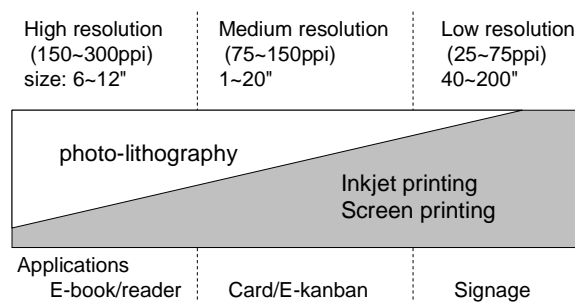 High resolution
(150~300ppi)
size: 6~12"
Medium resolution
(75~150ppi)
1~20"
Low resolution
(25~75ppi)
40~200"
photo-lithography
Inkjet printing
Screen printing
Applications
E-book/reader
Card/E-kanban
Signage